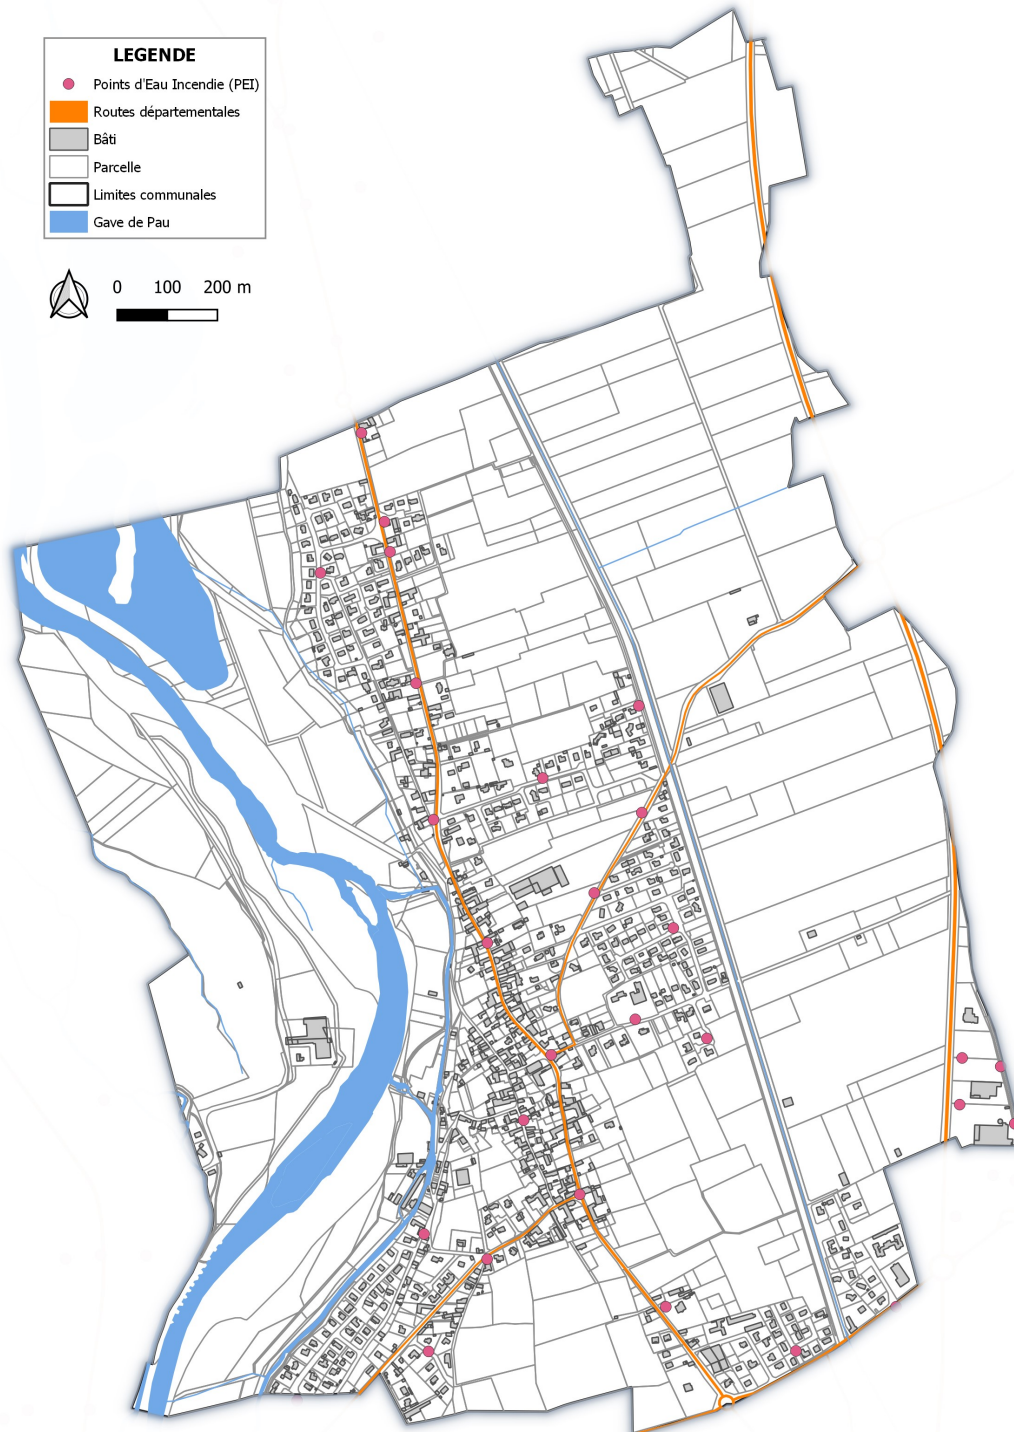 LEGENDE
Points d'Eau Incendie (PEI)
Routes départementales
Bâti
Parcelle
Limites communales
Gave de Pau
0 100 200 m